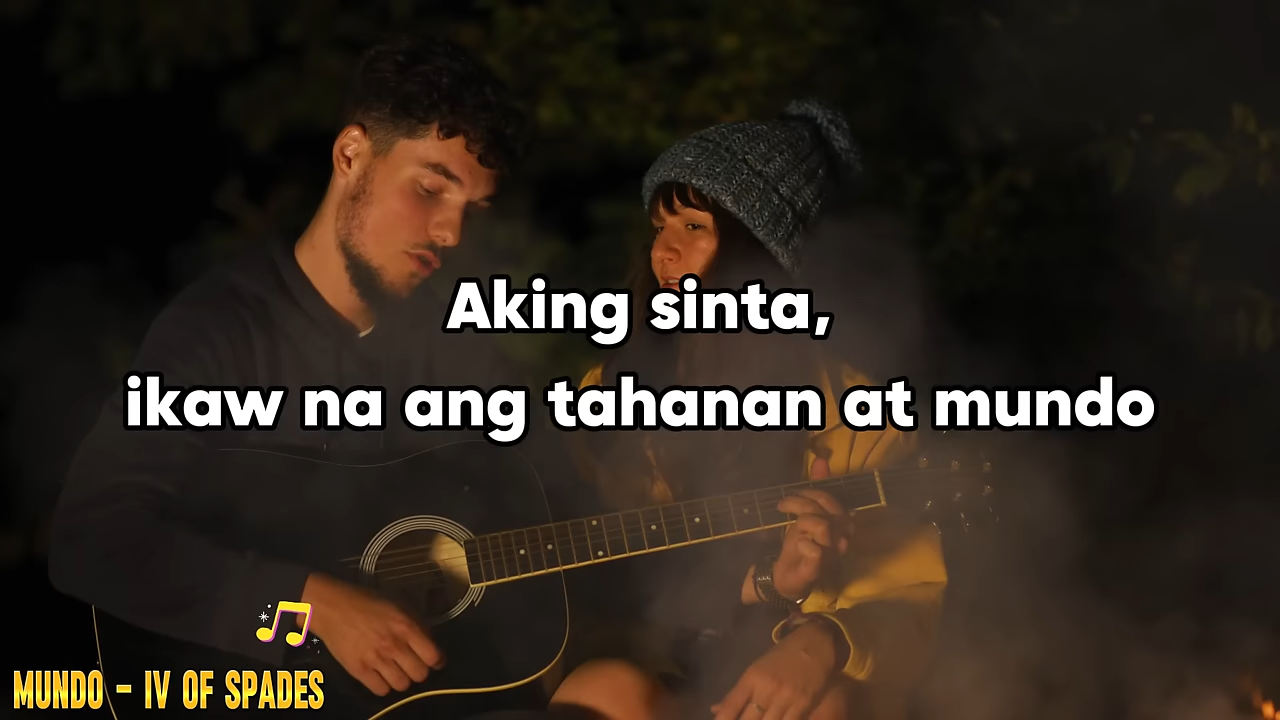 Aking sinta,
ikaw na ang tahanan at mundo
MUNDO - IV OF SPADES